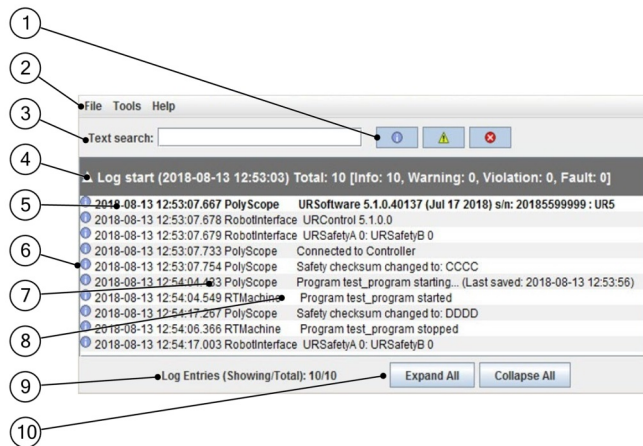 1
2
File Tools Help
3
Text search:
4
Log start (2018-08-13 12:53:03) Total: 10 [Info: 10, Warning: 0, Violation: 0, Fault: 0]
5
2018-08-13 12:53:07.667 PolyScope URSoftware 5.1.0.40137 (Jul 17 2018) s/n: 20185599999 : UR5
2018-08-13 12:53:07.678 RobotInterface URControl 5.1.0.0
2018-08-13 12:53:07.679 RobotInterface URSafetyA 0: URSafetyB 0
6
2018-08-13 12:53:07.733 PolyScope Connected to Controller
2018-08-13 12:53:07.754 PolyScope Safety checksum changed to: CCCC
7
2018-08-13 12:54:04.433 PolyScope Program test_program starting... (Last saved: 2018-08-13 12:53:56)
2018-08-13 12:54:04.549 RTMachine Program test_program started
8
2018-08-13 12:54:17.267 PolyScope Safety checksum changed to: DDDD
2018-08-13 12:54:06.366 RTMachine Program test_program stopped
2018-08-13 12:54:17.003 RobotInterface URSafetyA 0: URSafetyB 0
9
Log Entries (Showing/Total): 10/10 Expand All Collapse All
10